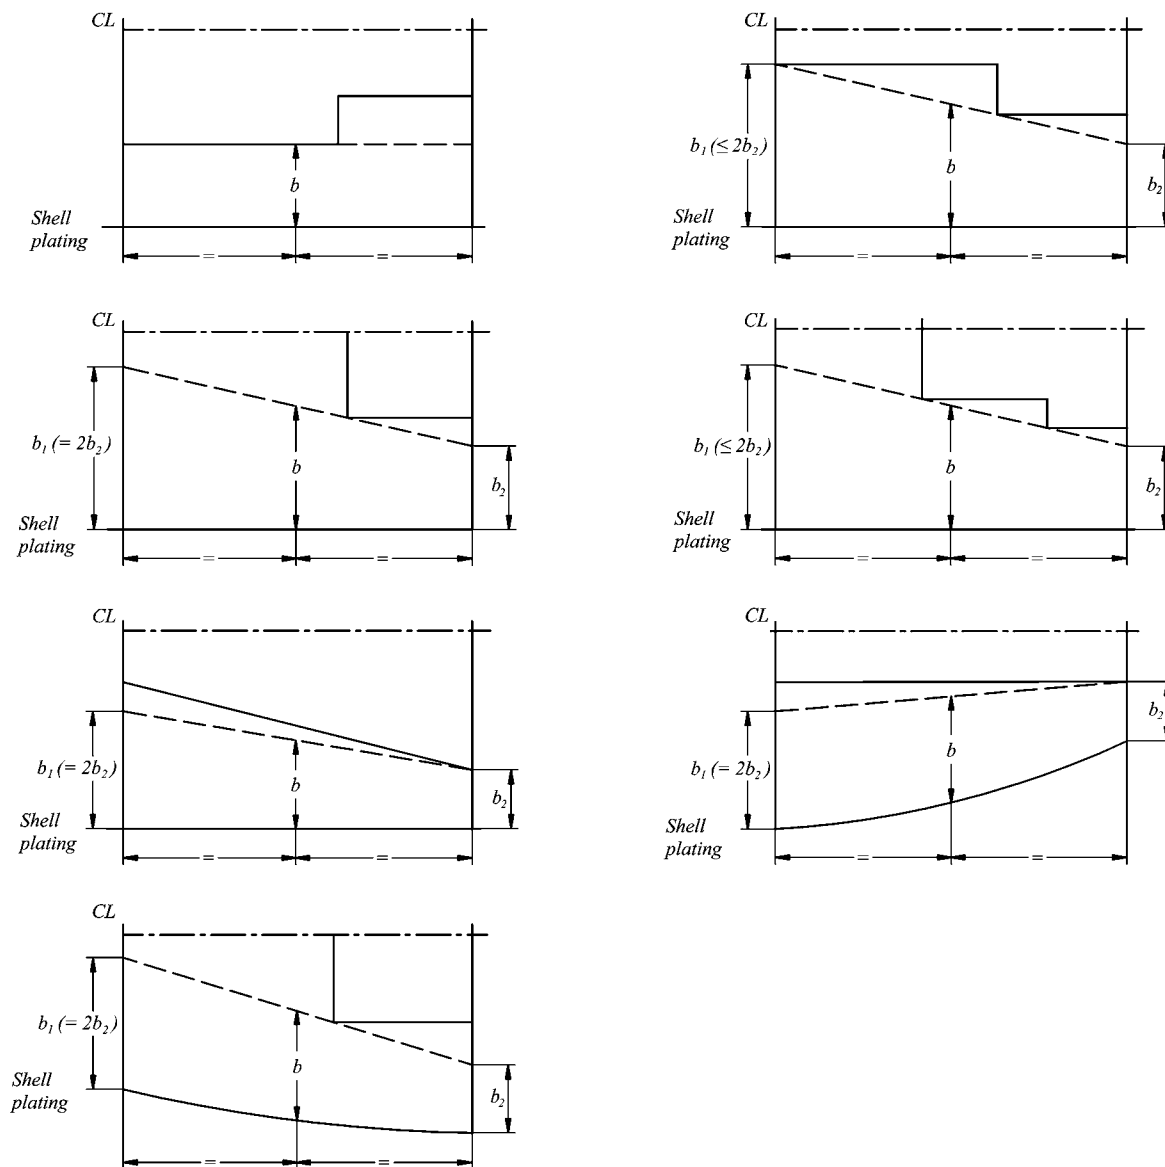 CL
b
Shell
plating
=
=
CL
b₁ (≤ 2b₂)
b
b₂
Shell
plating
=
=
CL
b₁ (= 2b₂)
b
b₂
Shell
plating
=
=
CL
b₁ (≤ 2b₂)
b
b₂
Shell
plating
=
=
CL
b₁ (= 2b₂)
b
b₂
Shell
plating
=
=
CL
b₂
b
b₁ (= 2b₂)
Shell
plating
=
=
CL
b₁ (= 2b₂)
b
Shell
plating
b₂
=
=